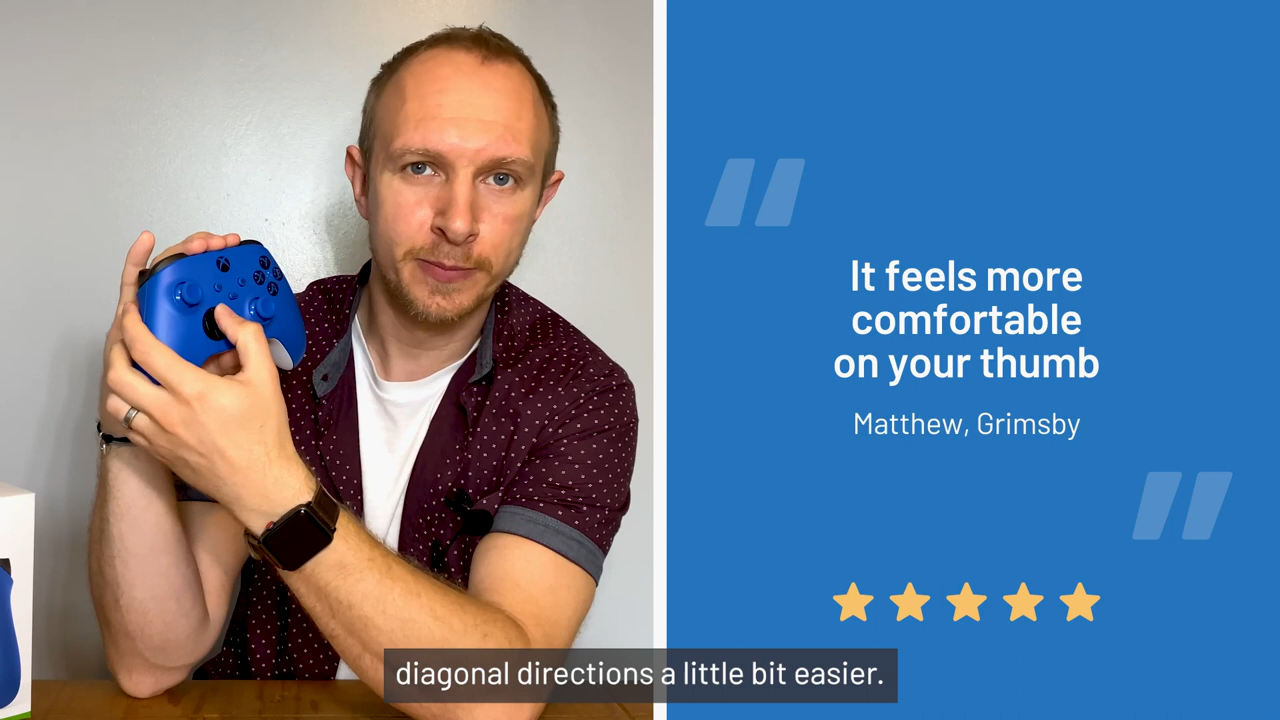 It feels more
comfortable
on your thumb
Matthew, Grimsby
diagonal directions a little bit easier.